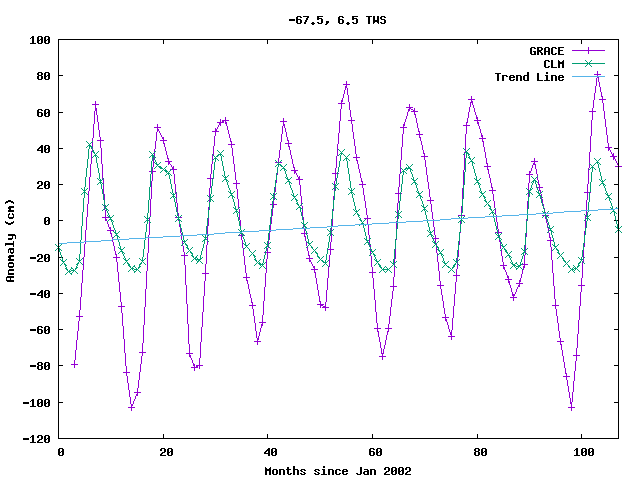 -67.5, 6.5 TWS
GRACE
CLM
Trend Line
100
80
60
40
20
0
-20
-40
-60
-80
-100
-120
Anomaly (cm)
0 20 40 60 80 100
Months since Jan 2002